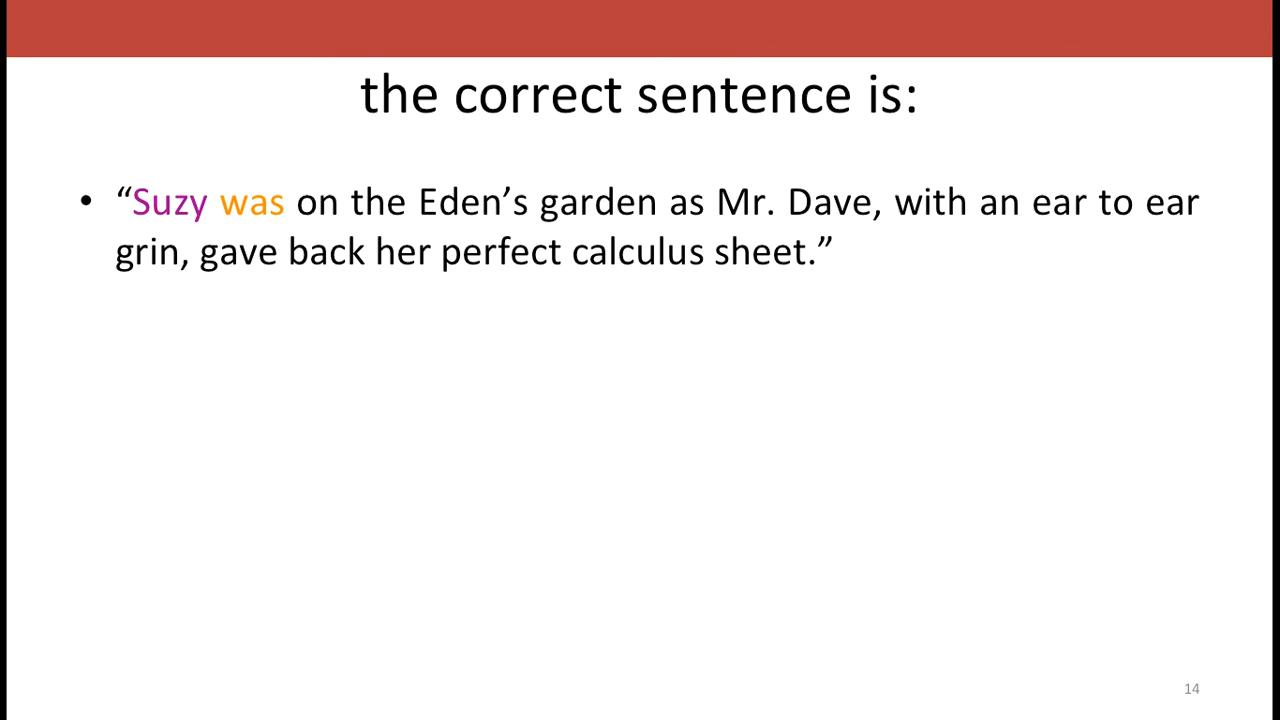 the correct sentence is:
• “Suzy was on the Eden’s garden as Mr. Dave, with an ear to ear
grin, gave back her perfect calculus sheet.”
14